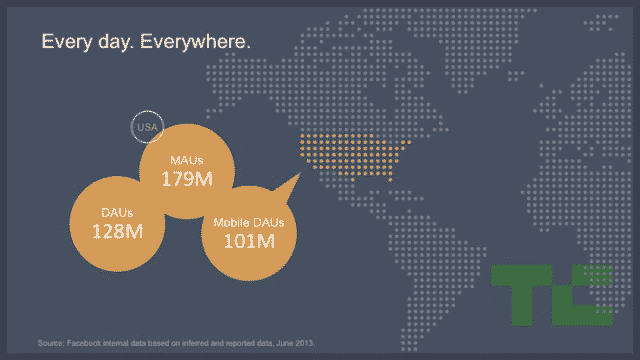 Every day. Everywhere.
USA
MAUs
179M
DAUs
128M
Mobile DAUs
101M
TC
Source: Facebook internal data based on inferred and reported data, June 2013.